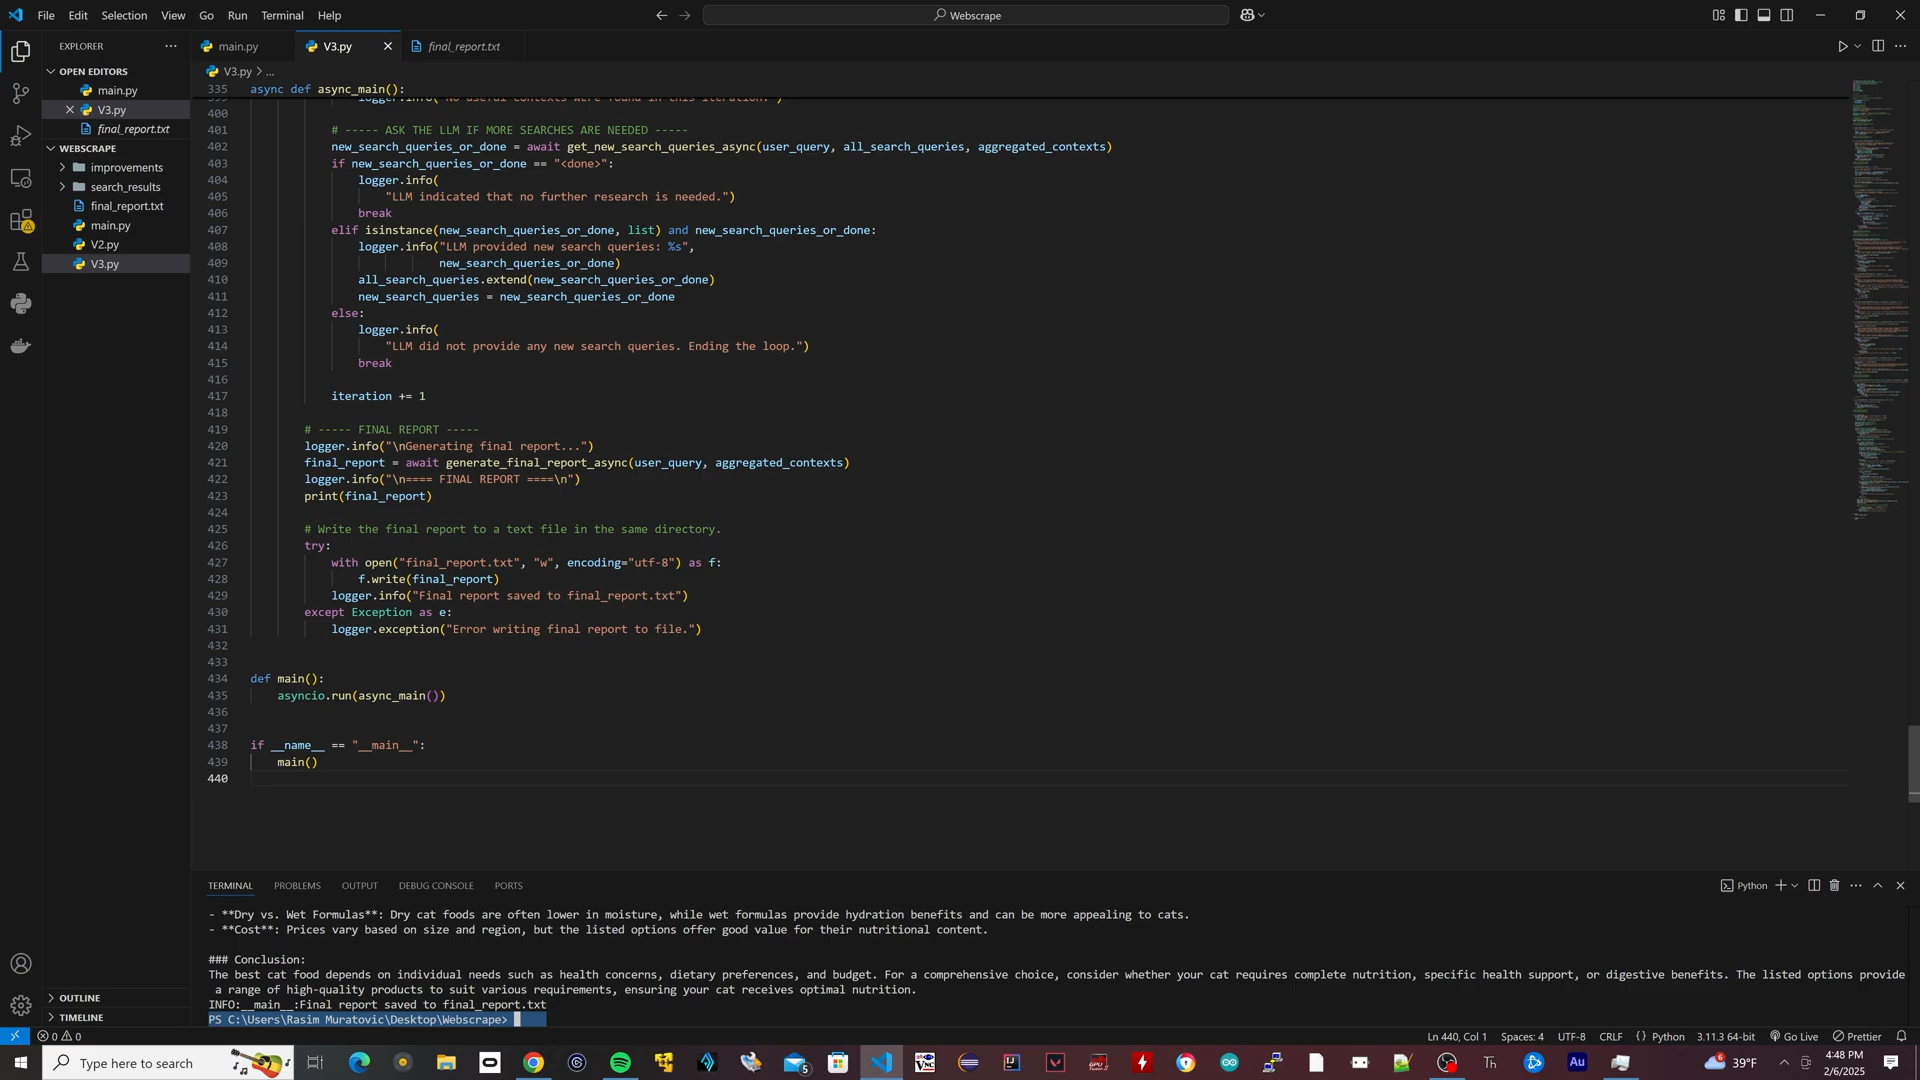 File Edit Selection View Go Run Terminal Help
Webscrape
EXPLORER
OPEN EDITORS
main.py
V3.py
final_report.txt
WEBSCRAPE
improvements
search_results
final_report.txt
main.py
V2.py
V3.py
OUTLINE
TIMELINE
main.py
V3.py
final_report.txt
V3.py > ...
335 async def async_main():
logger.info("No useful contexts were found in this iteration.")
400
401 # ----- ASK THE LLM IF MORE SEARCHES ARE NEEDED -----
402 new_search_queries_or_done = await get_new_search_queries_async(user_query, all_search_queries, aggregated_contexts)
403 if new_search_queries_or_done == "<done>":
404 logger.info(
405 "LLM indicated that no further research is needed.")
406 break
407 elif isinstance(new_search_queries_or_done, list) and new_search_queries_or_done:
408 logger.info("LLM provided new search queries: %s",
409 new_search_queries_or_done)
410 all_search_queries.extend(new_search_queries_or_done)
411 new_search_queries = new_search_queries_or_done
412 else:
413 logger.info(
414 "LLM did not provide any new search queries. Ending the loop.")
415 break
416
417 iteration += 1
418
419 # ----- FINAL REPORT -----
420 logger.info("\nGenerating final report...")
421 final_report = await generate_final_report_async(user_query, aggregated_contexts)
422 logger.info("\n==== FINAL REPORT ====\n")
423 print(final_report)
424
425 # Write the final report to a text file in the same directory.
426 try:
427 with open("final_report.txt", "w", encoding="utf-8") as f:
428 f.write(final_report)
429 logger.info("Final report saved to final_report.txt")
430 except Exception as e:
431 logger.exception("Error writing final report to file.")
432
433
434 def main():
435 asyncio.run(async_main())
436
437
438 if __name__ == "__main__":
439 main()
440
TERMINAL PROBLEMS OUTPUT DEBUG CONSOLE PORTS
Python
- **Dry vs. Wet Formulas**: Dry cat foods are often lower in moisture, while wet formulas provide hydration benefits and can be more appealing to cats.
- **Cost**: Prices vary based on size and region, but the listed options offer good value for their nutritional content.
### Conclusion:
The best cat food depends on individual needs such as health concerns, dietary preferences, and budget. For a comprehensive choice, consider whether your cat requires complete nutrition, specific health support, or digestive benefits. The listed options provide
a range of high-quality products to suit various requirements, ensuring your cat receives optimal nutrition.
INFO:__main__:Final report saved to final_report.txt
PS C:\Users\Rasim Muratovic\Desktop\Webscrape>
0 0 Ln 440, Col 1 Spaces: 4 UTF-8 CRLF {} Python 3.11.3 64-bit Go Live Prettier
Type here to search
5
Th
Au
6
39°F
4:48 PM
2/6/2025